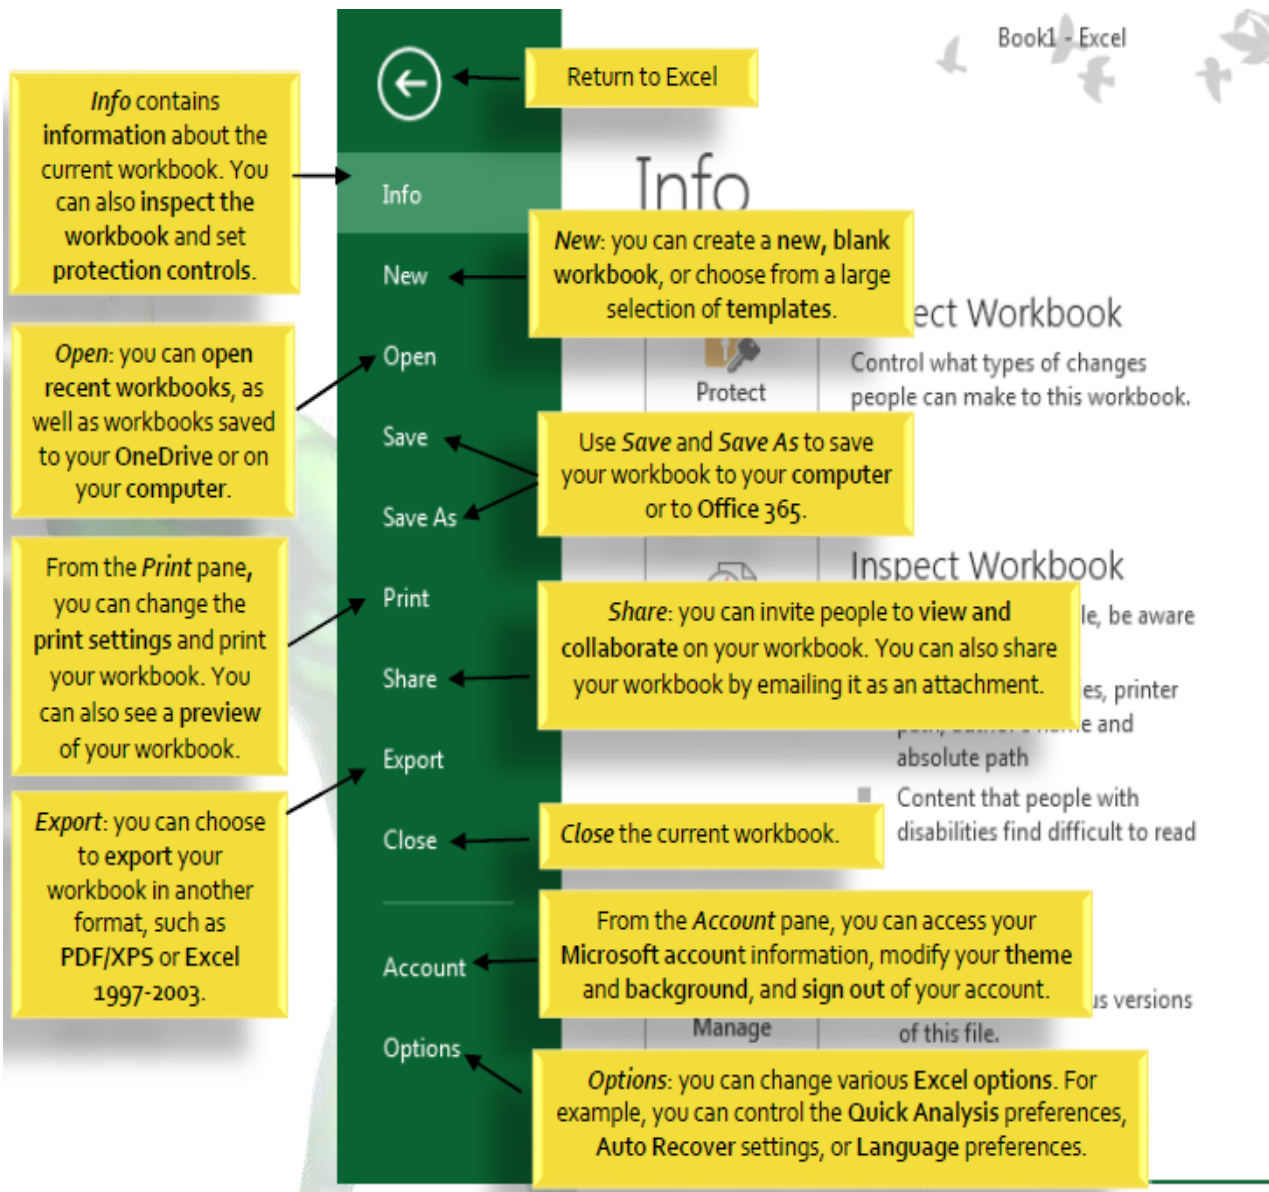 Book1 - Excel
Return to Excel
Info contains
information about the
current workbook. You
can also inspect the
workbook and set
protection controls.
Info
Info
New: you can create a new, blank
workbook, or choose from a large
selection of templates.
New
ect Workbook
Open: you can open
recent workbooks, as
well as workbooks saved
to your OneDrive or on
your computer.
Open
Protect
Control what types of changes
people can make to this workbook.
Save
Use Save and Save As to save
your workbook to your computer
or to Office 365.
Save As
From the Print pane,
you can change the
print settings and print
your workbook. You
can also see a preview
of your workbook.
Print
Inspect Workbook
Share: you can invite people to view and
collaborate on your workbook. You can also share
your workbook by emailing it as an attachment.
le, be aware
Share
es, printer
path, author's name and
absolute path
Export
Content that people with
disabilities find difficult to read
Export: you can choose
to export your
workbook in another
format, such as
PDF/XPS or Excel
1997-2003.
Close
Close the current workbook.
From the Account pane, you can access your
Microsoft account information, modify your theme
and background, and sign out of your account.
Account
us versions
of this file.
Manage
Options
Options: you can change various Excel options. For
example, you can control the Quick Analysis preferences,
Auto Recover settings, or Language preferences.